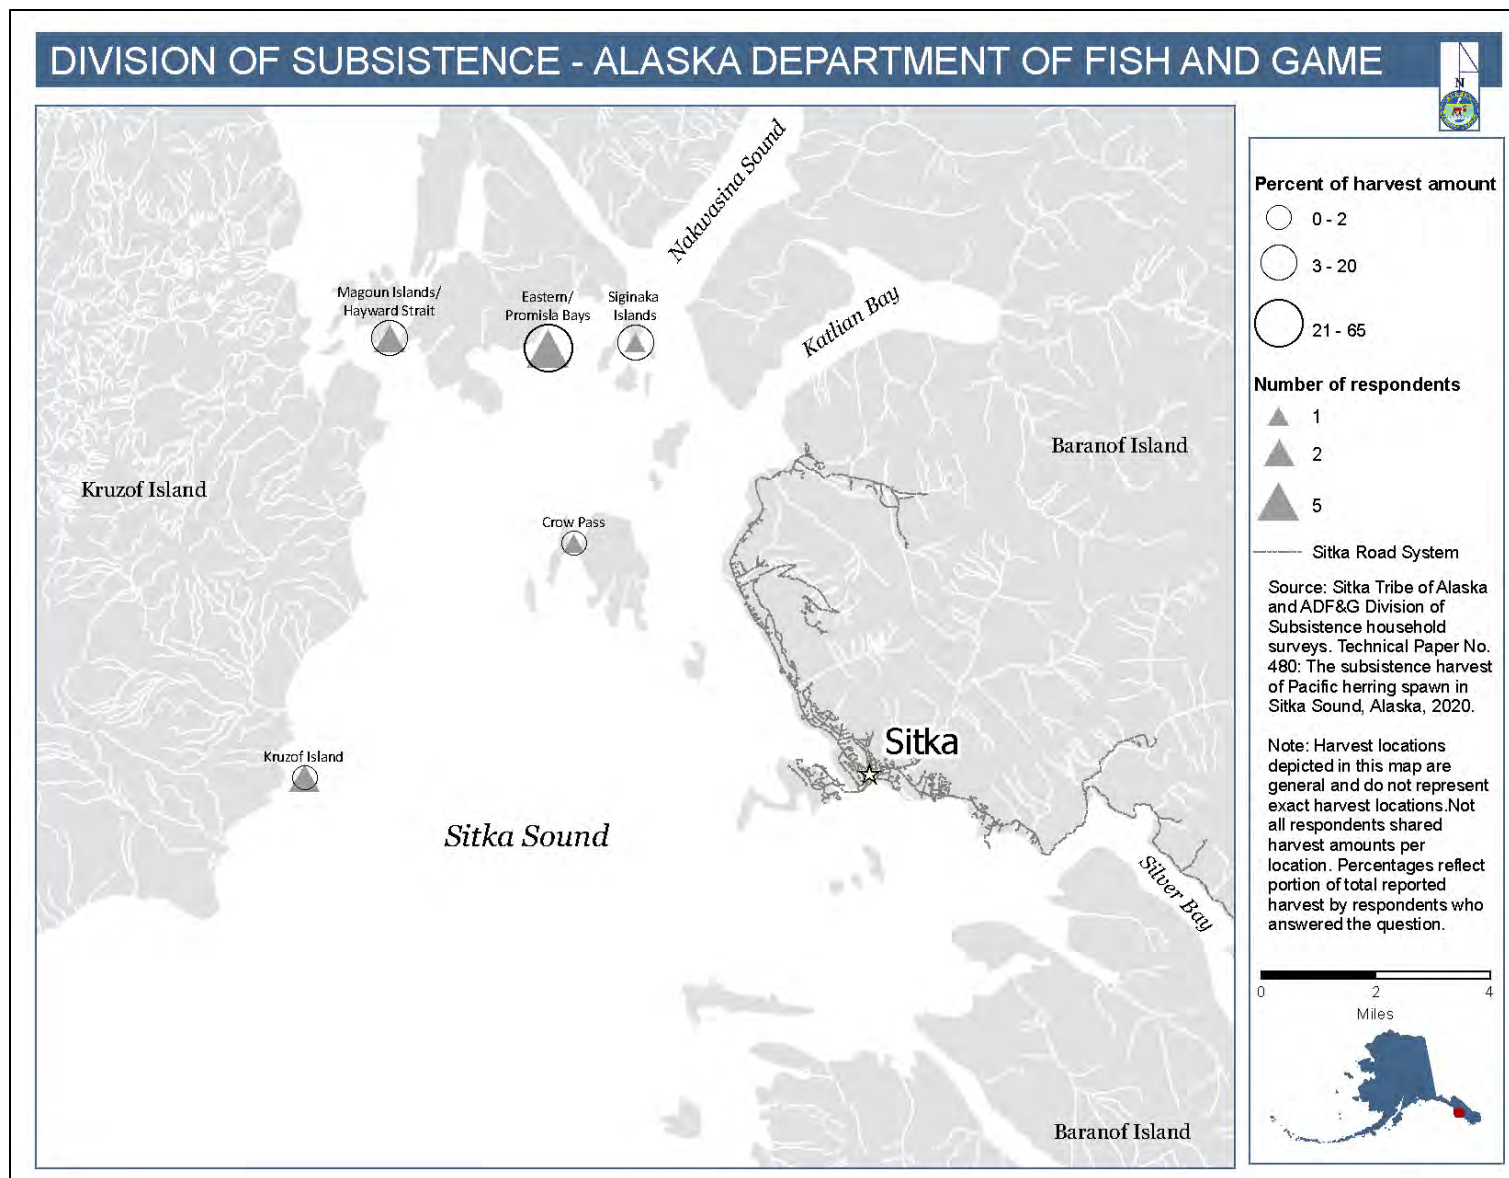 DIVISION OF SUBSISTENCE - ALASKA DEPARTMENT OF FISH AND GAME
N
Nakwasina Sound
Magoun Islands/
Hayward Strait
Eastern/
Promisla Bays
Siginaka
Islands
Katlian Bay
Baranof Island
Kruzof Island
Crow Pass
Sitka
Kruzof Island
Sitka Sound
Silver Bay
Baranof Island
Percent of harvest amount
0 - 2
3 - 20
21 - 65
Number of respondents
1
2
5
Sitka Road System
Source: Sitka Tribe of Alaska
and ADF&G Division of
Subsistence household
surveys. Technical Paper No.
480: The subsistence harvest
of Pacific herring spawn in
Sitka Sound, Alaska, 2020.
Note: Harvest locations
depicted in this map are
general and do not represent
exact harvest locations.Not
all respondents shared
harvest amounts per
location. Percentages reflect
portion of total reported
harvest by respondents who
answered the question.
0 2 4
Miles